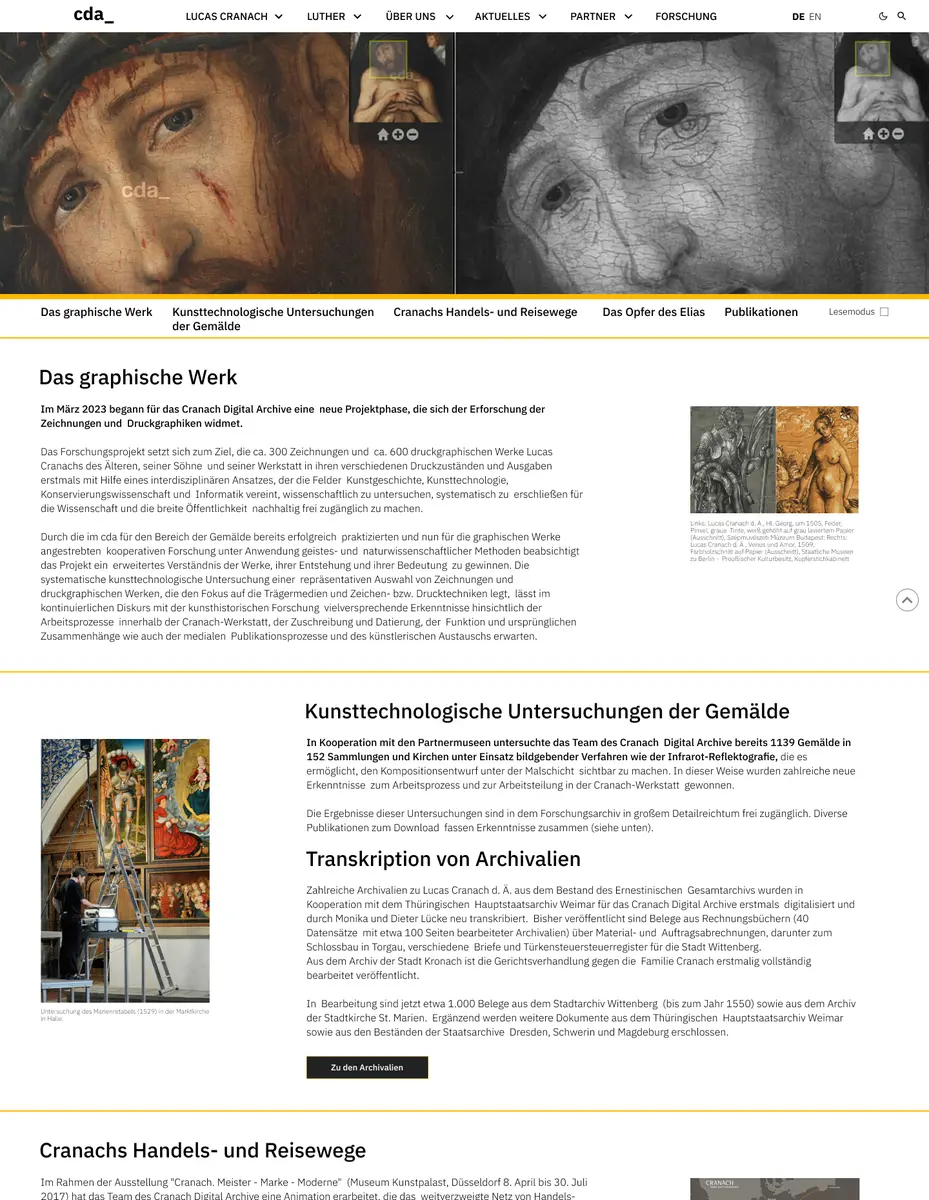 cda_
LUCAS CRANACH LUTHER ÜBER UNS AKTUELLES PARTNER FORSCHUNG DE EN
cda_
cda_
Das graphische Werk
Kunsttechnologische Untersuchungen
der Gemälde
Cranachs Handels- und Reisewege
Das Opfer des Elias
Publikationen
Lesemodus
Das graphische Werk
Im März 2023 begann für das Cranach Digital Archive eine neue Projektphase, die sich der Erforschung der
Zeichnungen und Druckgraphiken widmet.
Das Forschungsprojekt setzt sich zum Ziel, die ca. 300 Zeichnungen und ca. 600 druckgraphischen Werke Lucas
Cranachs des Älteren, seiner Söhne und seiner Werkstatt in ihren verschiedenen Druckzuständen und Ausgaben
erstmals mit Hilfe eines interdisziplinären Ansatzes, der die Felder Kunstgeschichte, Kunsttechnologie,
Konservierungswissenschaft und Informatik vereint, wissenschaftlich zu untersuchen, systematisch zu erschließen für
die Wissenschaft und die breite Öffentlichkeit nachhaltig frei zugänglich zu machen.
Durch die im cda für den Bereich der Gemälde bereits erfolgreich praktizierten und nun für die graphischen Werke
angestrebten kooperativen Forschung unter Anwendung geistes- und naturwissenschaftlicher Methoden beabsichtigt
das Projekt ein erweitertes Verständnis der Werke, ihrer Entstehung und ihrer Bedeutung zu gewinnen. Die
systematische kunsttechnologische Untersuchung einer repräsentativen Auswahl von Zeichnungen und
druckgraphischen Werken, die den Fokus auf die Trägermedien und Zeichen- bzw. Drucktechniken legt, lässt im
kontinuierlichen Diskurs mit der kunsthistorischen Forschung vielversprechende Erkenntnisse hinsichtlich der
Arbeitsprozesse innerhalb der Cranach-Werkstatt, der Zuschreibung und Datierung, der Funktion und ursprünglichen
Zusammenhänge wie auch der medialen Publikationsprozesse und des künstlerischen Austauschs erwarten.
Links: Lucas Cranach d. Ä., Hl. Georg, um 1505, Feder,
Pinsel, graue Tinte, weiß gehöht auf grau laviertem Papier
(Ausschnitt), Szépművészeti Múzeum Budapest; Rechts:
Lucas Cranach d. Ä., Venus und Amor, 1509,
Farbholzschnitt auf Papier (Ausschnitt), Staatliche Museen
zu Berlin - Preußischer Kulturbesitz, Kupferstichkabinett
Kunsttechnologische Untersuchungen der Gemälde
In Kooperation mit den Partnermuseen untersuchte das Team des Cranach Digital Archive bereits 1139 Gemälde in
152 Sammlungen und Kirchen unter Einsatz bildgebender Verfahren wie der Infrarot-Reflektografie, die es
ermöglicht, den Kompositionsentwurf unter der Malschicht sichtbar zu machen. In dieser Weise wurden zahlreiche neue
Erkenntnisse zum Arbeitsprozess und zur Arbeitsteilung in der Cranach-Werkstatt gewonnen.
Die Ergebnisse dieser Untersuchungen sind in dem Forschungsarchiv in großem Detailreichtum frei zugänglich. Diverse
Publikationen zum Download fassen Erkenntnisse zusammen (siehe unten).
Transkription von Archivalien
Zahlreiche Archivalien zu Lucas Cranach d. Ä. aus dem Bestand des Ernestinischen Gesamtarchivs wurden in
Kooperation mit dem Thüringischen Hauptstaatsarchiv Weimar für das Cranach Digital Archive erstmals digitalisiert und
durch Monika und Dieter Lücke neu transkribiert. Bisher veröffentlicht sind Belege aus Rechnungsbüchern (40
Datensätze mit etwa 100 Seiten bearbeiteter Archivalien) über Material- und Auftragsabrechnungen, darunter zum
Schlossbau in Torgau, verschiedene Briefe und Türkensteuersteuerregister für die Stadt Wittenberg.
Aus dem Archiv der Stadt Kronach ist die Gerichtsverhandlung gegen die Familie Cranach erstmalig vollständig
bearbeitet veröffentlicht.
In Bearbeitung sind jetzt etwa 1.000 Belege aus dem Stadtarchiv Wittenberg (bis zum Jahr 1550) sowie aus dem Archiv
der Stadtkirche St. Marien. Ergänzend werden weitere Dokumente aus dem Thüringischen Hauptstaatsarchiv Weimar
sowie aus den Beständen der Staatsarchive Dresden, Schwerin und Magdeburg erschlossen.
Zu den Archivalien
Untersuchung des Marienretabels (1529) in der Marktkirche
in Halle.
Cranachs Handels- und Reisewege
Im Rahmen der Ausstellung "Cranach. Meister - Marke - Moderne" (Museum Kunstpalast, Düsseldorf 8. April bis 30. Juli
2017) hat das Team des Cranach Digital Archive eine Animation erarbeitet, die das weitverzweigte Netz von Handels-
CRANACH